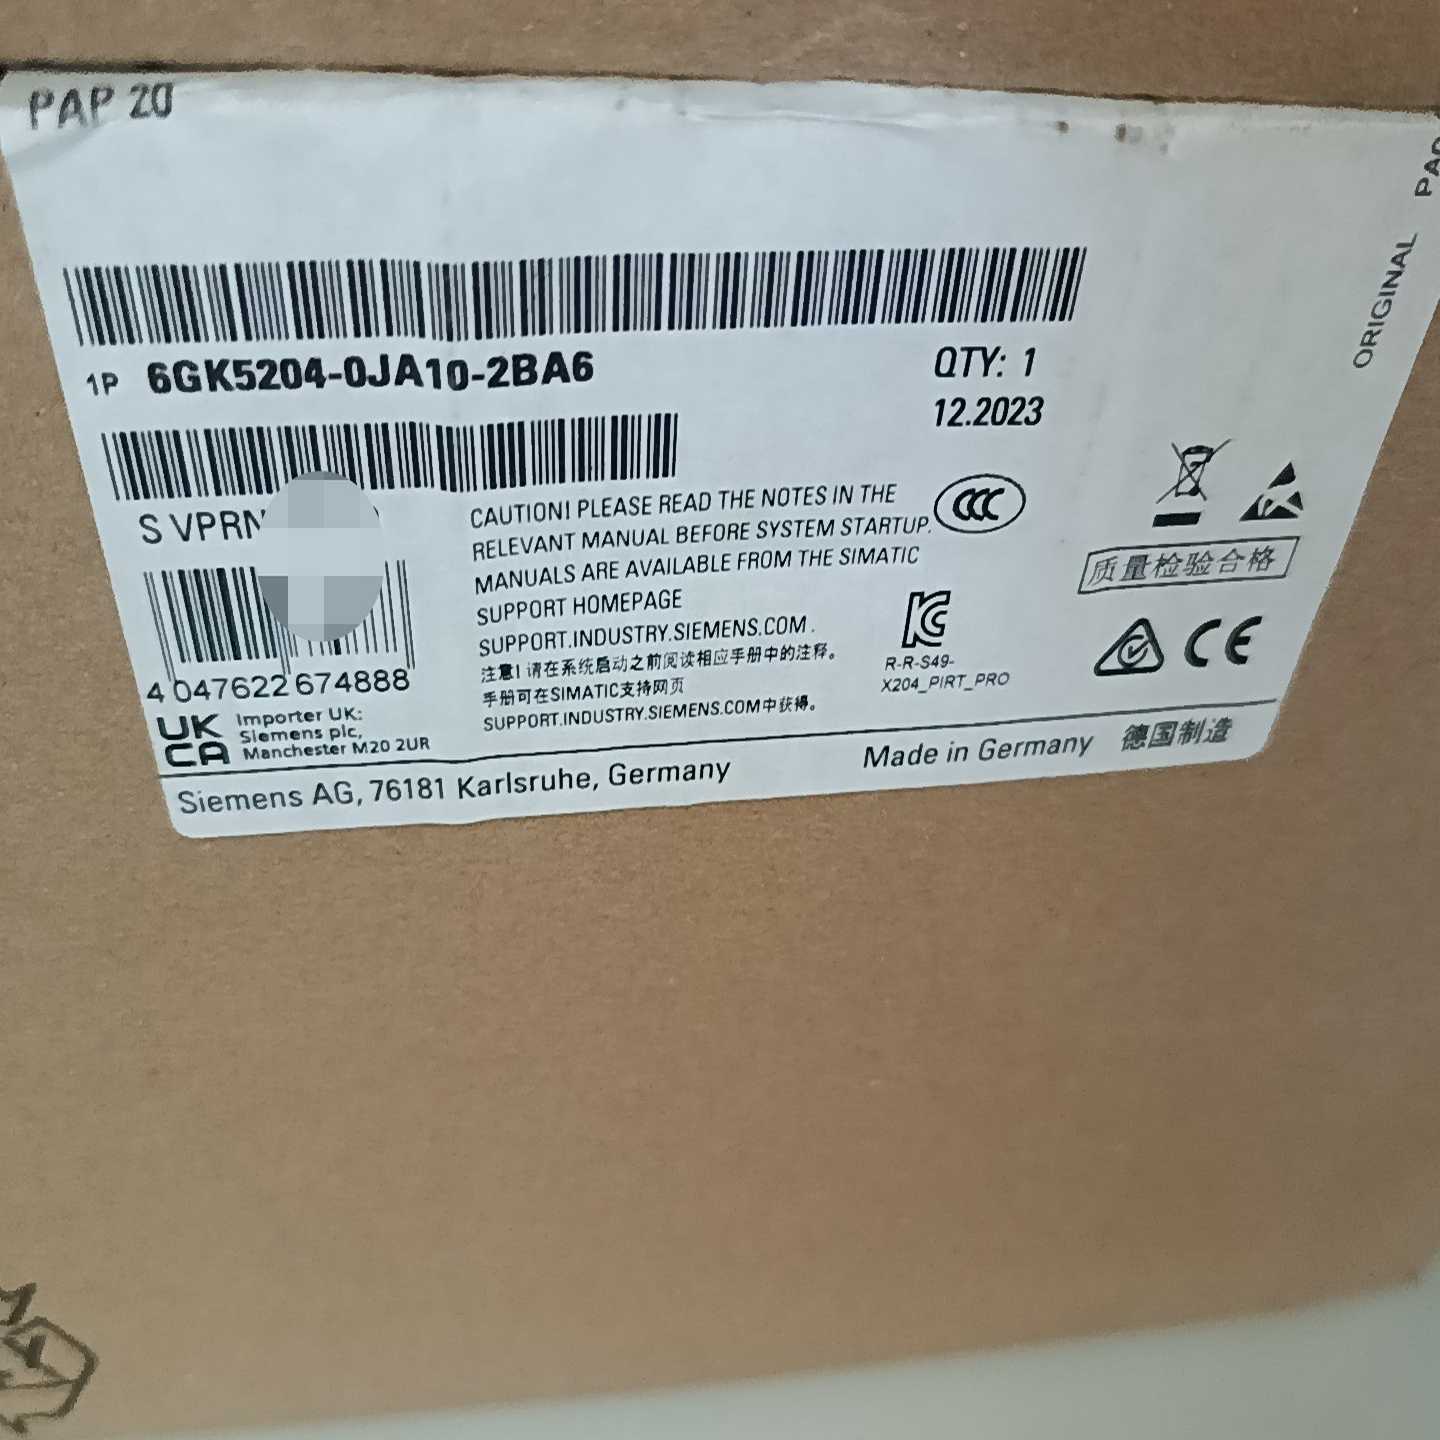 PAP 20
1P 6GK5204-0JA10-2BA6
QTY: 1
12.2023
S VPRN
CAUTION! PLEASE READ THE NOTES IN THE
RELEVANT MANUAL BEFORE SYSTEM STARTUP.
MANUALS ARE AVAILABLE FROM THE SIMATIC
SUPPORT HOMEPAGE
SUPPORT.INDUSTRY.SIEMENS.COM.
注意!请在系统启动之前阅读相应手册中的注释。
手册可在SIMATIC支持网页
SUPPORT.INDUSTRY.SIEMENS.COM中获得。
CCC
质量检验合格
KC
R-R-S49-
X204_PIRT_PRO
CE
4 047622 674888
UK
CA
Importer UK:
Siemens plc,
Manchester M20 2UR
Siemens AG, 76181 Karlsruhe, Germany
Made in Germany 德国制造
ORIGINAL